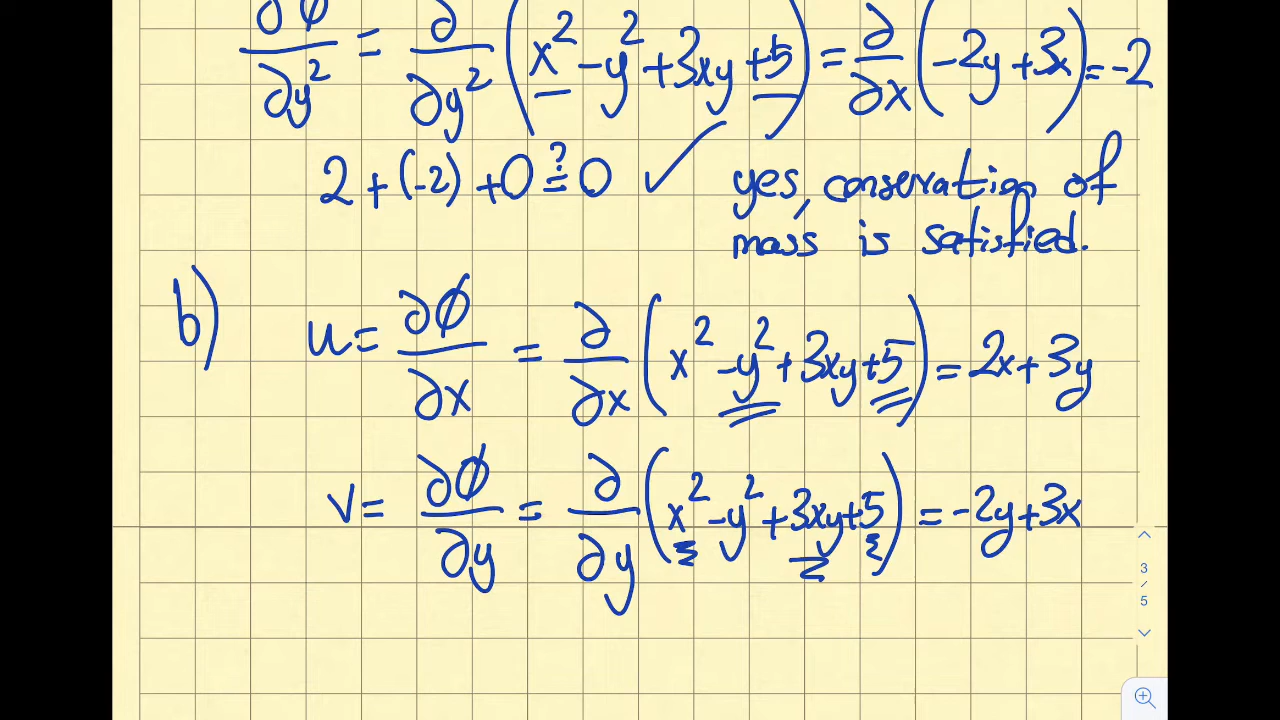 ∂ϕ/∂y² = ∂/∂y² (x² - y² + 3xy + 5) = ∂/∂x (-2y + 3x) = -2
2 + (-2) + 0 ≟ 0 ✓ yes, conservation of
mass is satisfied.
b) u = ∂ϕ/∂x = ∂/∂x (x² - y² + 3xy + 5) = 2x + 3y
v = ∂ϕ/∂y = ∂/∂y (x² - y² + 3xy + 5) = -2y + 3x
3
/
5